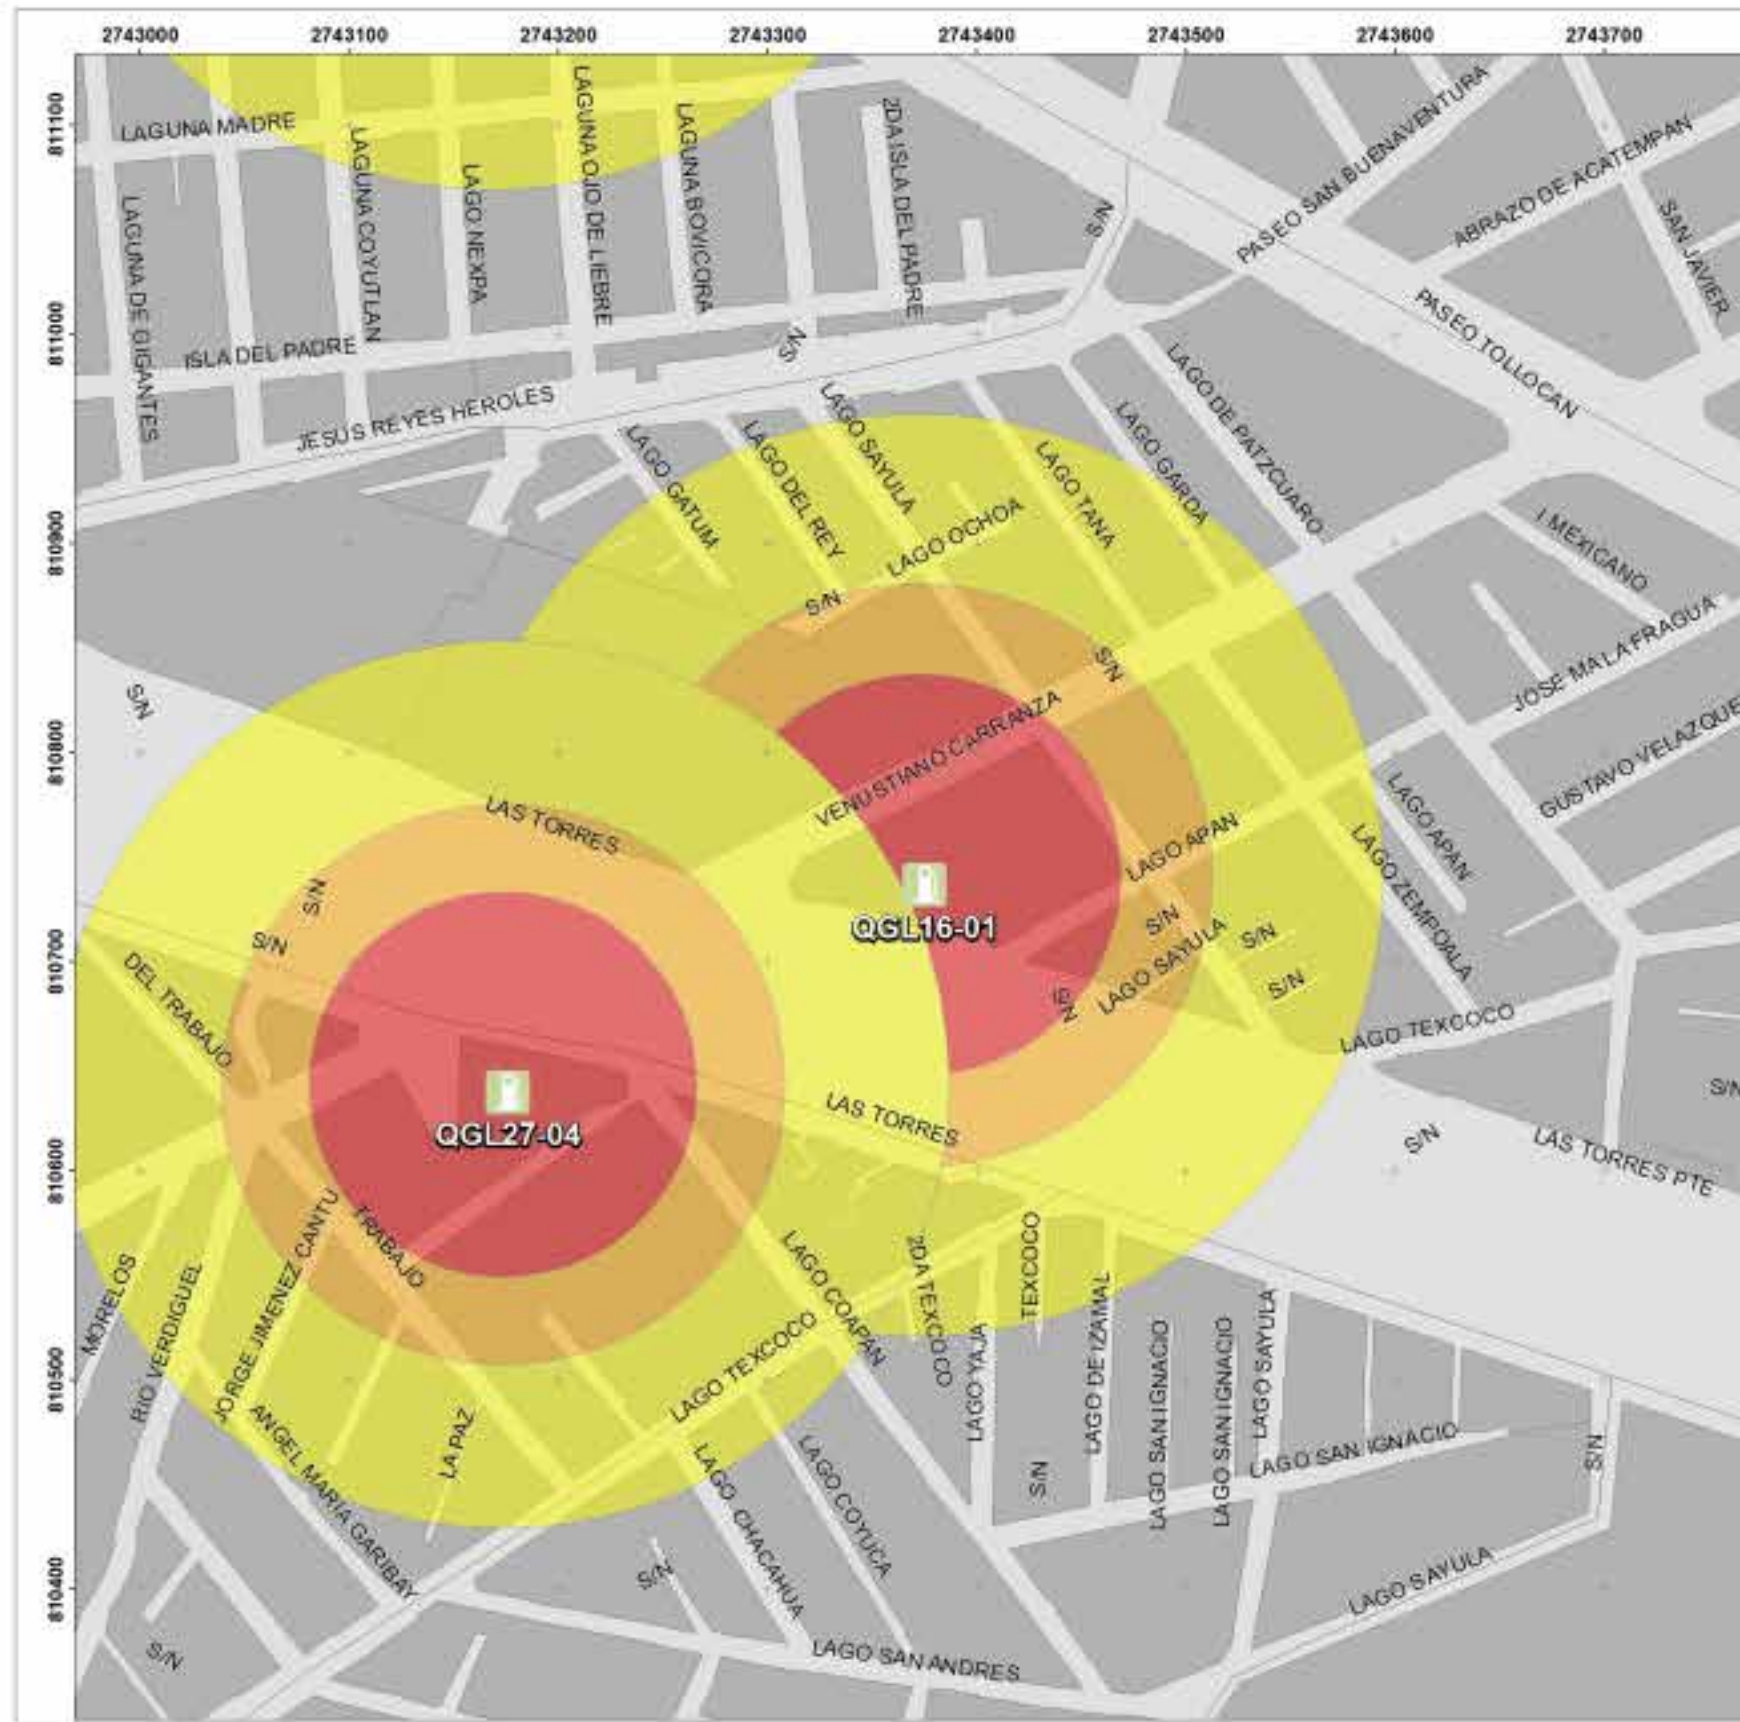 2743000 2743100 2743200 2743300 2743400 2743500 2743600 2743700
811100
811000
810900
810800
810700
810600
810500
810400
LAGUNA MADRE
LAGUNA DE GIGANTES
LAGUNA COYUTLAN
LAGO NEXPA
LAGUNA OJO DE LIEBRE
LAGUNA BOVICORA
2DA ISLA DEL PADRE
S/N
PASEO SAN BUENAVENTURA
ABRAZO DE ACATEMPAN
SAN JAVIER
PASEO TOLLOCAN
ISLA DEL PADRE
S/N
JESUS REYES HEROLES
LAGO GATUM
LAGO DEL REY
LAGO SAYULA
LAGO OCHOA
LAGO TANA
LAGO GARDA
LAGO DE PATZCUARO
I MEXICANO
JOSE MA LA FRAGUA
GUSTAVO VELAZQUE
S/N
S/N
S/N
VENUSTIANO CARRANZA
LAS TORRES
LAGO APAN
LAGO APAN
LAGO ZEMPOALA
S/N
S/N
QGL16-01
S/N
LAGO SAYULA
S/N
S/N
S/N
DEL TRABAJO
LAGO TEXCOCO
QGL27-04
LAS TORRES
S/N
S/N
LAS TORRES PTE
MORELOS
RIO VERDIGUEL
JORGE JIMENEZ CANTU
TRABAJO
LAGO COAPAN
2DA TEXCOCO
TEXCOCO
LAGO YAJA
LAGO DE IZAMAL
LAGO SAN IGNACIO
LAGO SAN IGNACIO
LAGO SAYULA
LAGO TEXCOCO
ANGEL MARIA GARIBAY
LA PAZ
LAGO CHACAHUA
LAGO COYUCA
S/N
LAGO SAN IGNACIO
S/N
S/N
LAGO SAYULA
S/N
LAGO SAN ANDRES